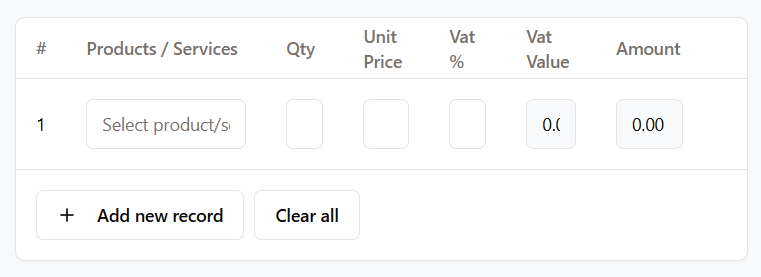 # Products / Services Qty Unit Price Vat % Vat Value Amount
1 Select product/se 0.0 0.00
+ Add new record Clear all